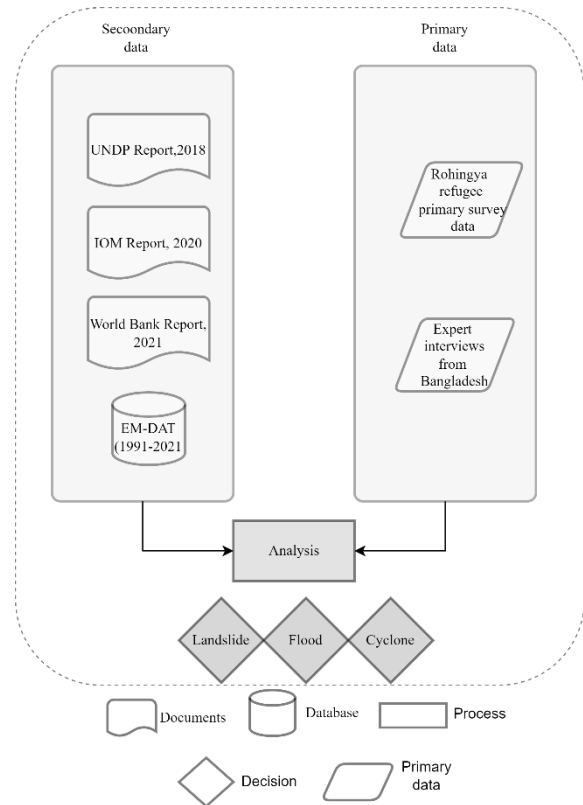 Secoondary
data
UNDP Report,2018
IOM Report, 2020
World Bank Report,
2021
EM-DAT
(1991-2021
Primary
data
Rohingya
refugee
primary survey
data
Expert
interviews
from
Bangladesh
Analysis
Landslide
Flood
Cyclone
Documents
Database
Process
Decision
Primary
data